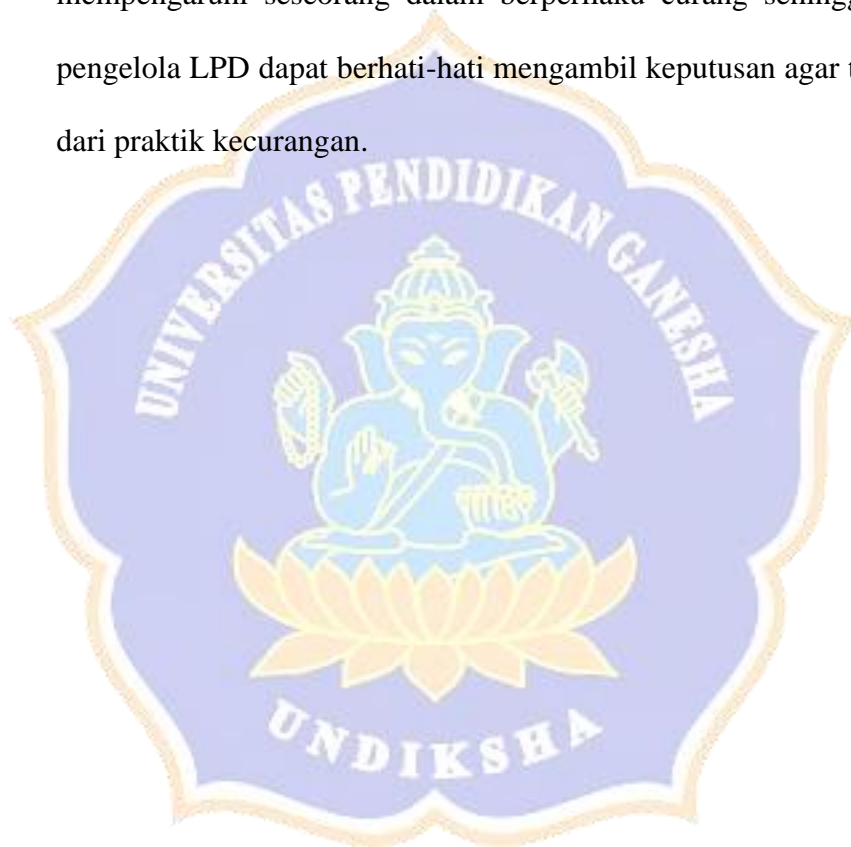 mempengaruhi seseorang dalam berperilaku curang
pengelola LPD dapat berhati-hati mengambil keputusan agar
dari praktik kecurangan.
UNIVERSITAS PENDIDIKAN GANESHA
UNDIKSHA